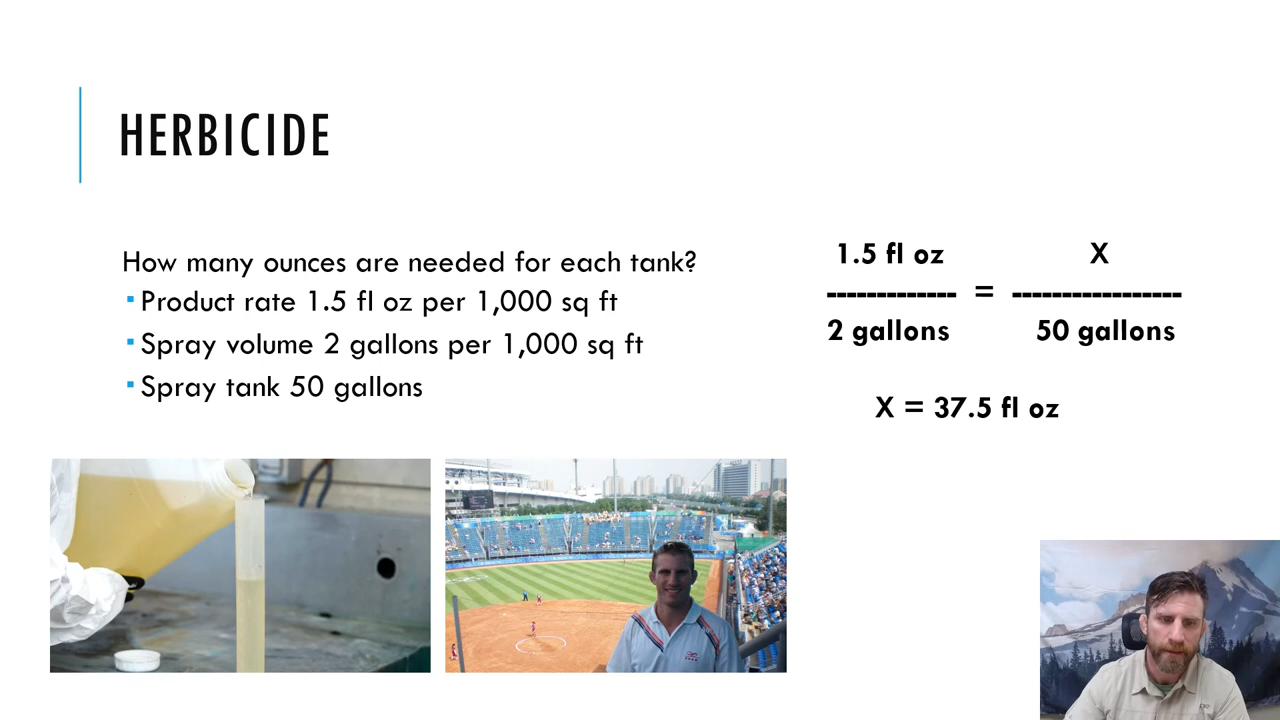 HERBICIDE
How many ounces are needed for each tank?
▪ Product rate 1.5 fl oz per 1,000 sq ft
▪ Spray volume 2 gallons per 1,000 sq ft
▪ Spray tank 50 gallons
1.5 fl oz X
------------- = -----------------
2 gallons 50 gallons
X = 37.5 fl oz